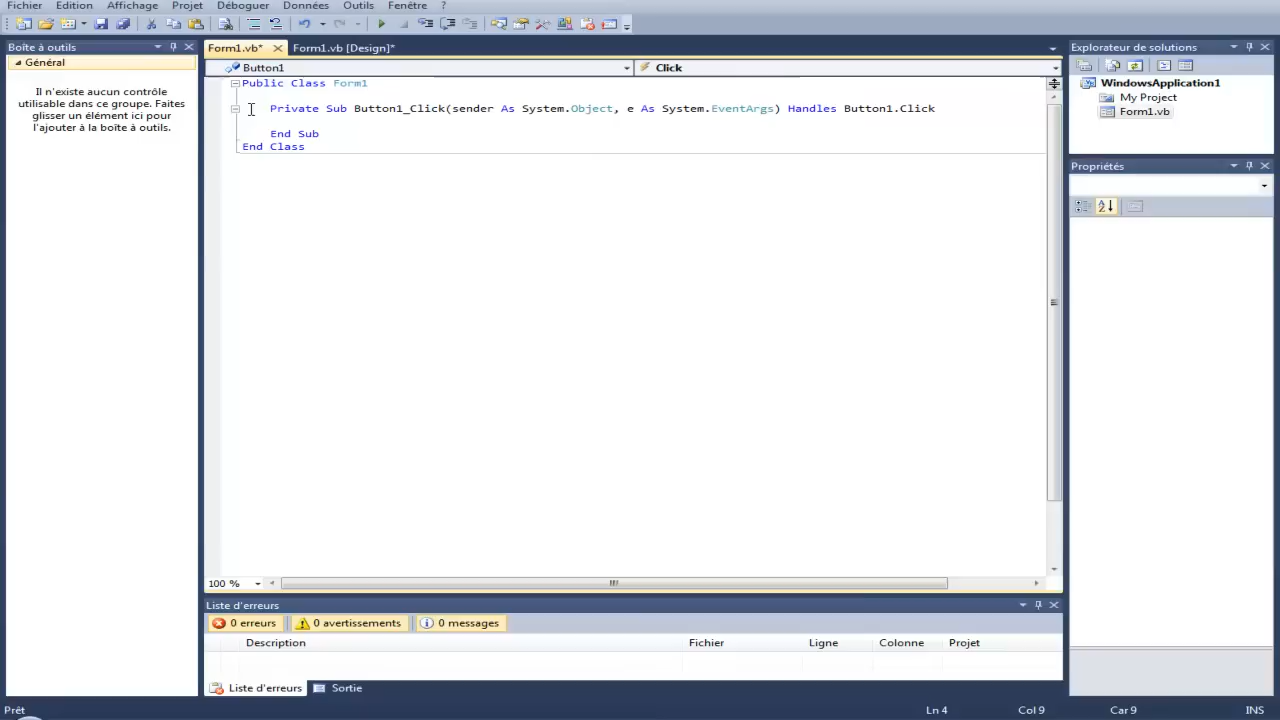 Fichier Edition Affichage Projet Déboguer Données Outils Fenêtre ?
Boîte à outils
Général
Il n'existe aucun contrôle
utilisable dans ce groupe. Faites
glisser un élément ici pour
l'ajouter à la boîte à outils.
Form1.vb* Form1.vb [Design]*
Button1 Click
Public Class Form1
Private Sub Button1_Click(sender As System.Object, e As System.EventArgs) Handles Button1.Click
End Sub
End Class
100 %
Liste d'erreurs
0 erreurs 0 avertissements 0 messages
Description Fichier Ligne Colonne Projet
Liste d'erreurs Sortie
Explorateur de solutions
WindowsApplication1
My Project
Form1.vb
Propriétés
Prêt Ln 4 Col 9 Car 9 INS